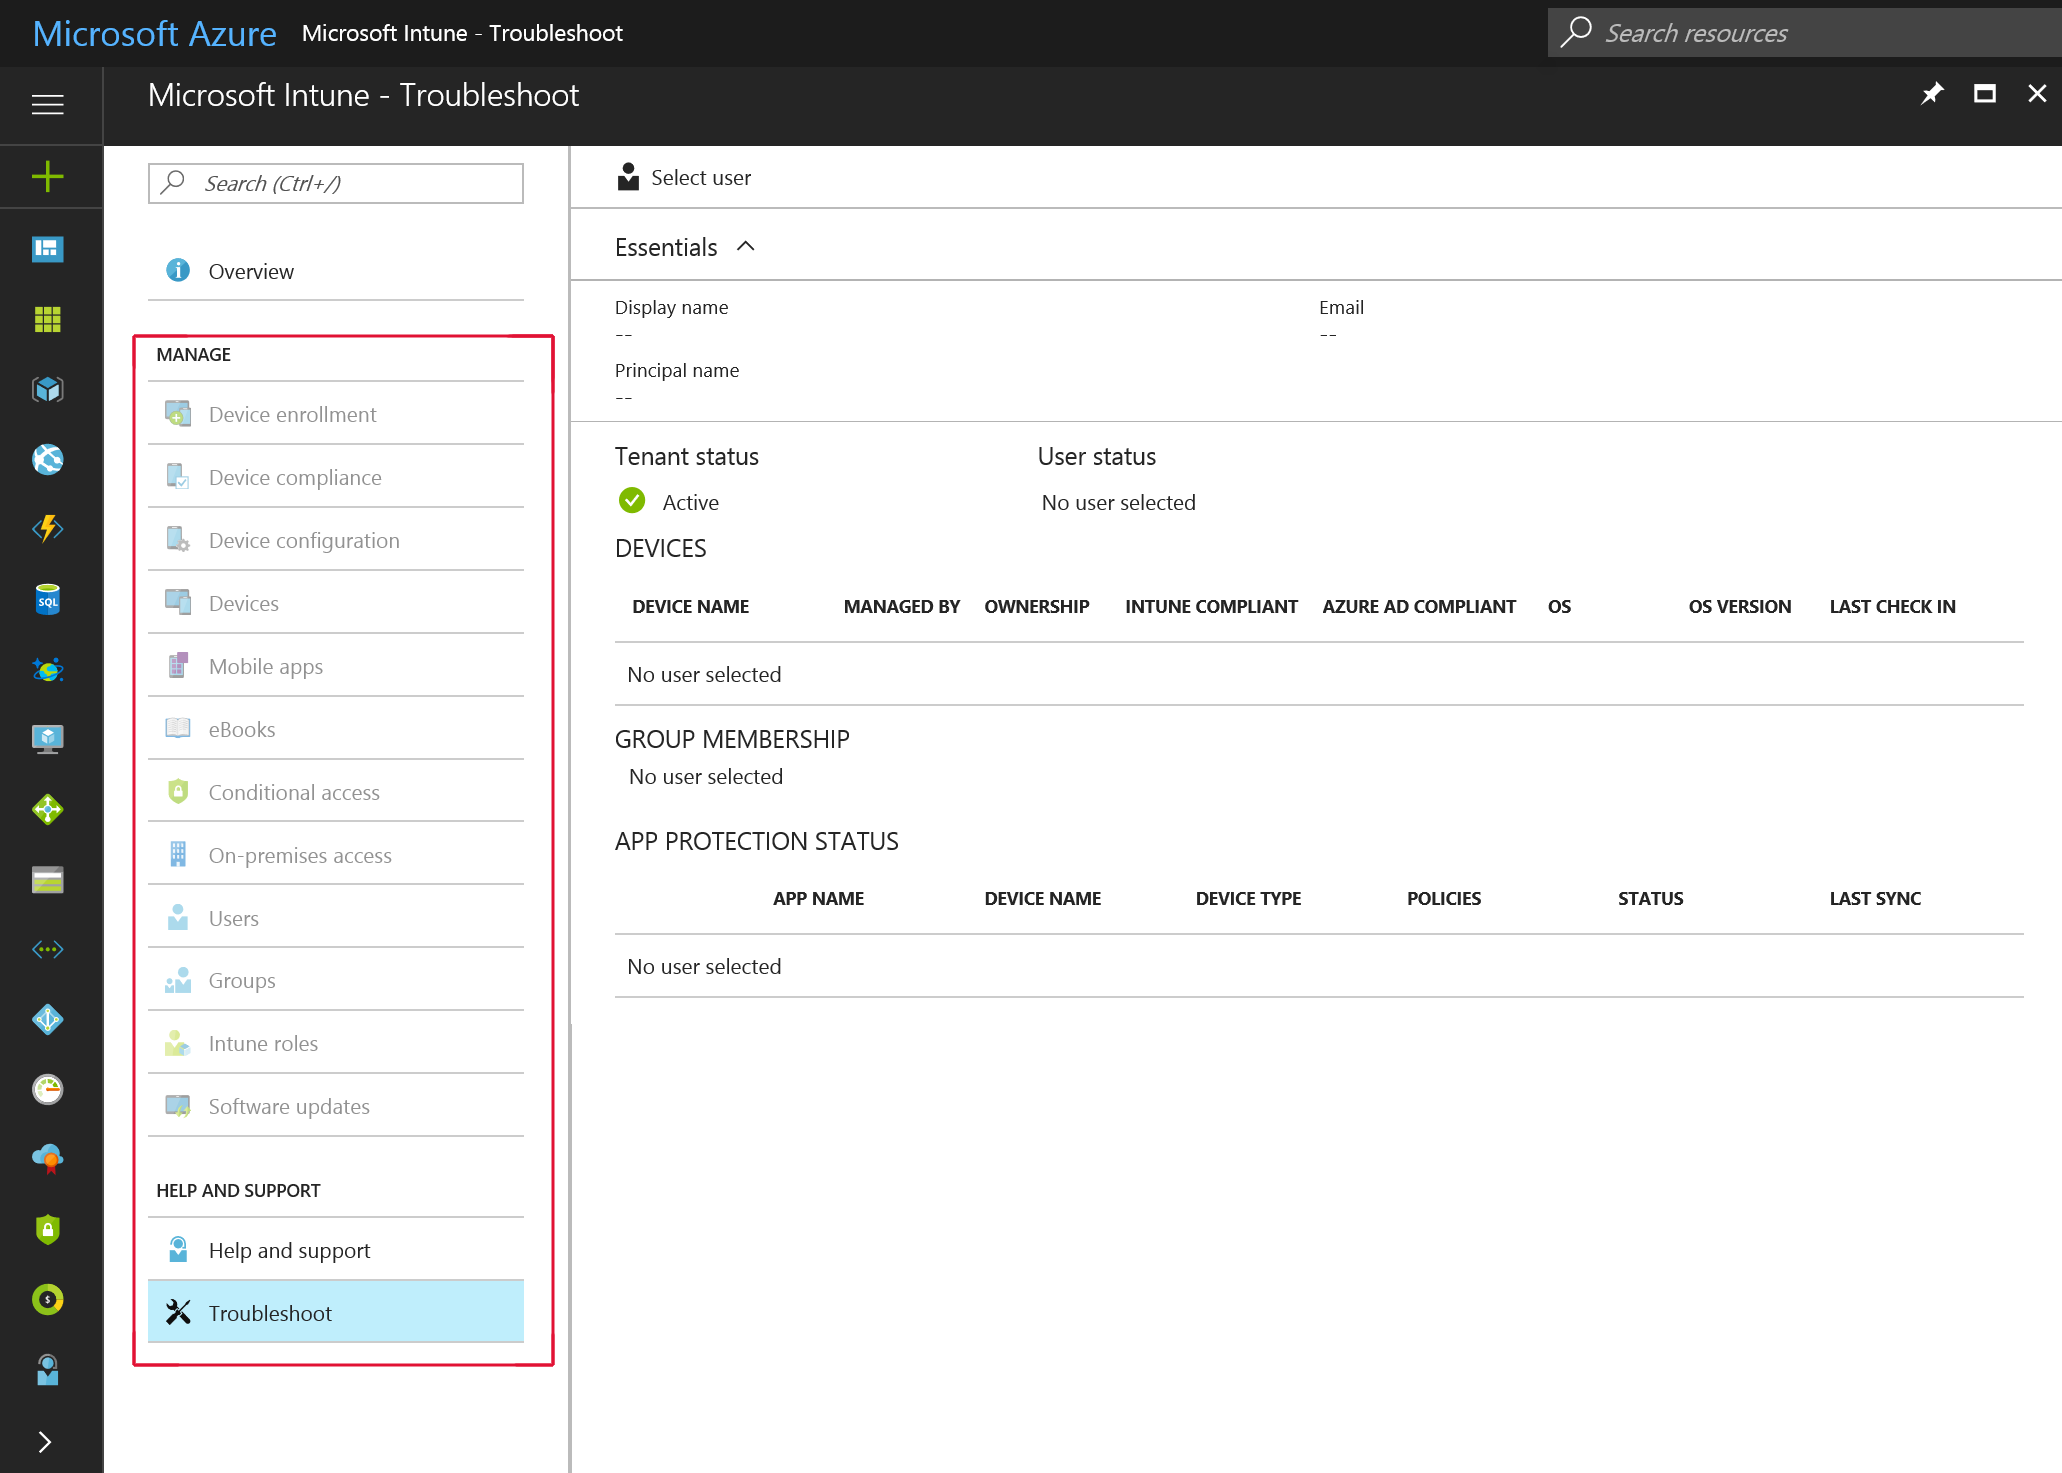 Microsoft Azure
Microsoft Intune - Troubleshoot
Search resources
Microsoft Intune - Troubleshoot
Search (Ctrl+/)
Overview
MANAGE
Device enrollment
Device compliance
Device configuration
Devices
Mobile apps
eBooks
Conditional access
On-premises access
Users
Groups
Intune roles
Software updates
HELP AND SUPPORT
Help and support
Troubleshoot
SQL
$
Select user
Essentials
Display name
--
Email
--
Principal name
--
Tenant status
Active
User status
No user selected
DEVICES
DEVICE NAME MANAGED BY OWNERSHIP INTUNE COMPLIANT AZURE AD COMPLIANT OS OS VERSION LAST CHECK IN
No user selected
GROUP MEMBERSHIP
No user selected
APP PROTECTION STATUS
APP NAME DEVICE NAME DEVICE TYPE POLICIES STATUS LAST SYNC
No user selected